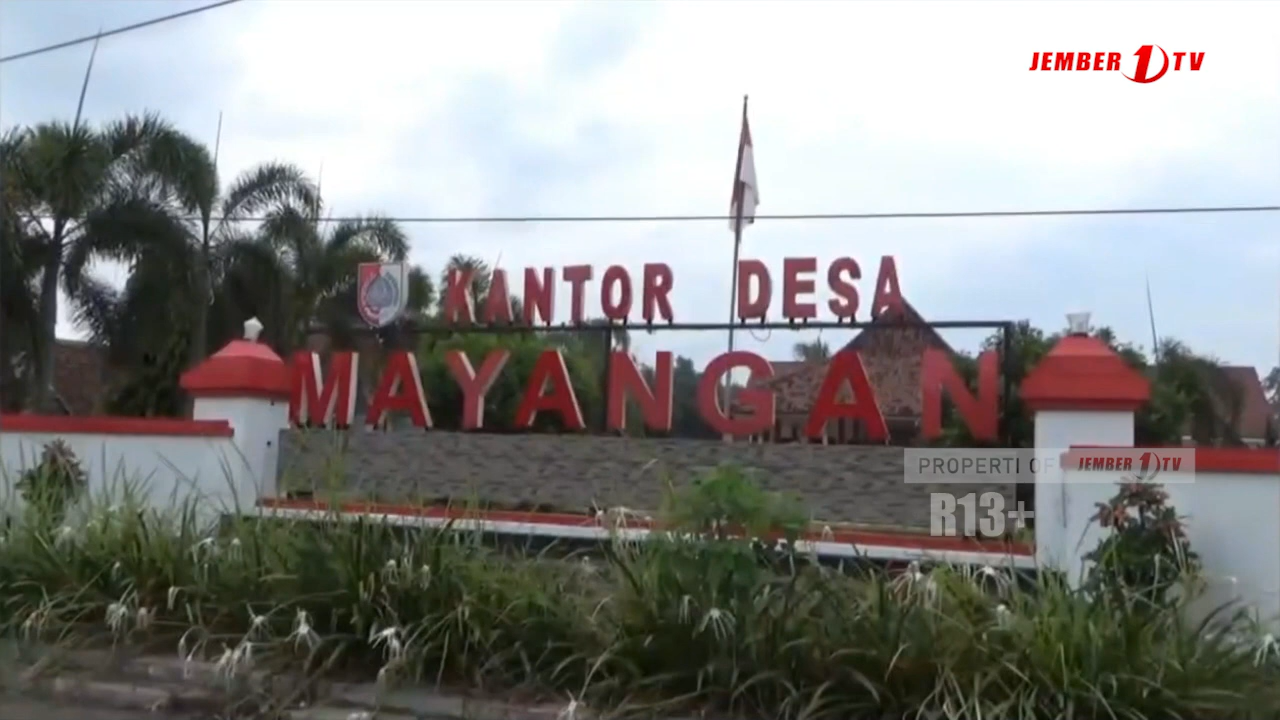 JEMBER 1 TV
KANTOR DESA
MAYANGAN
PROPERTI OF JEMBER 1 TV
R13+